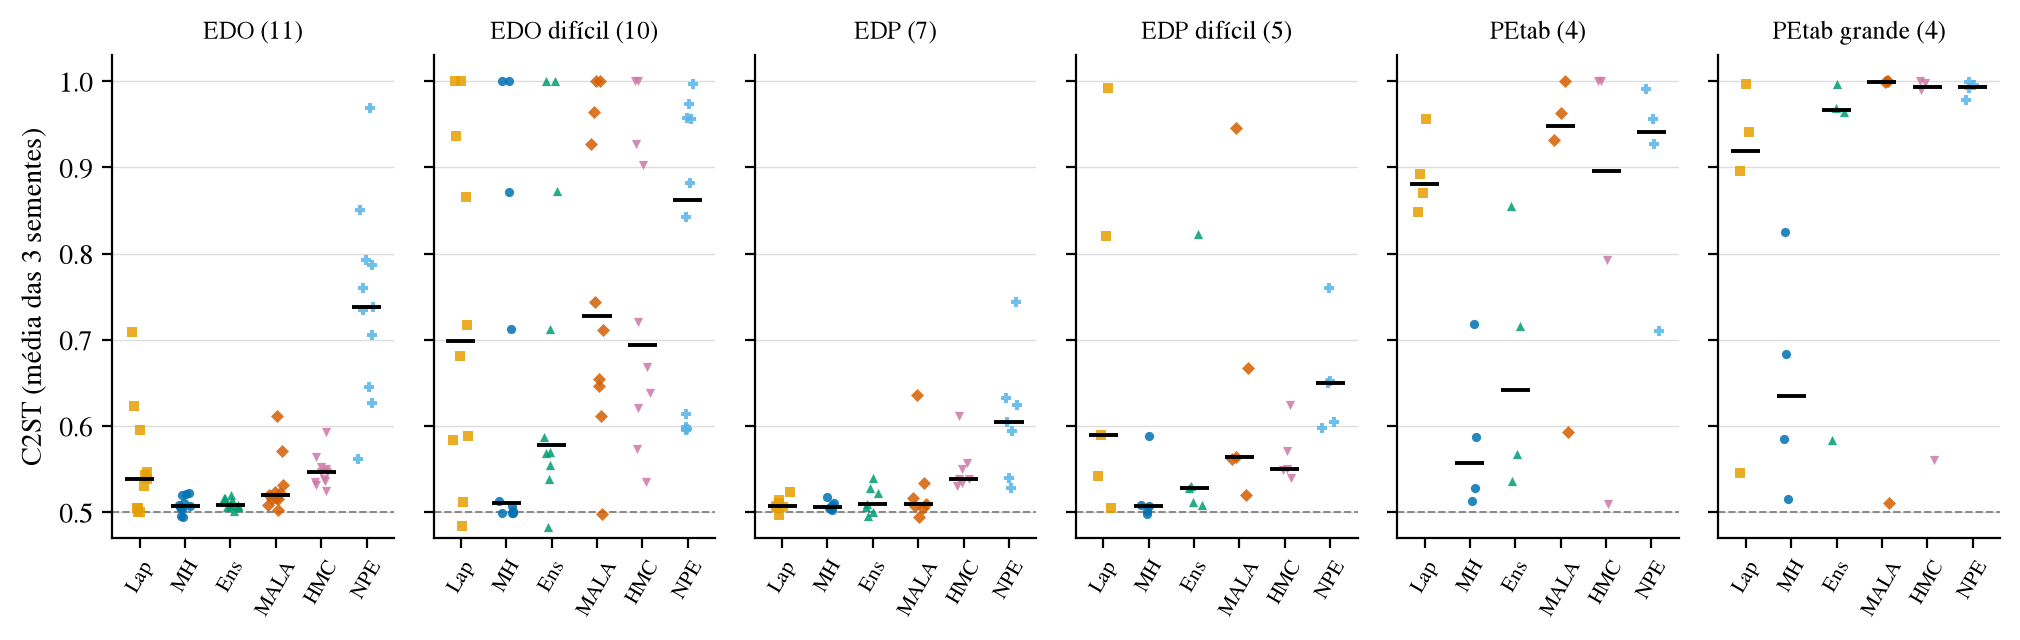 EDO (11)
EDO difícil (10)
EDP (7)
EDP difícil (5)
PEtab (4)
PEtab grande (4)
C2ST (média das 3 sementes)
1.0
0.9
0.8
0.7
0.6
0.5
Lap MH Ens MALA HMC NPE
Lap MH Ens MALA HMC NPE
Lap MH Ens MALA HMC NPE
Lap MH Ens MALA HMC NPE
Lap MH Ens MALA HMC NPE
Lap MH Ens MALA HMC NPE